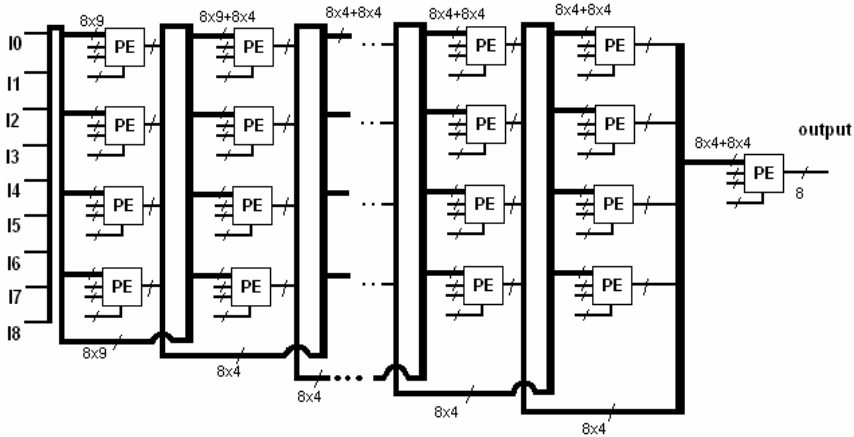 8x9 8x9+8x4 8x4+8x4 8x4+8x4 8x4+8x4
I0 PE PE PE PE
I1
I2 PE PE PE PE
output
I3 8x4+8x4
I4 PE
I5 PE PE PE PE 8
I6
I7 PE PE PE PE
I8
8x9 8x4 8x4 8x4 8x4